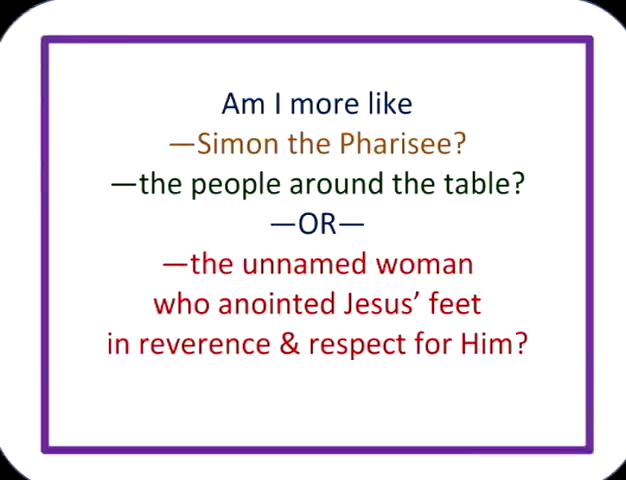 Am I more like
—Simon the Pharisee?
—the people around the table?
—OR—
—the unnamed woman
who anointed Jesus’ feet
in reverence & respect for Him?